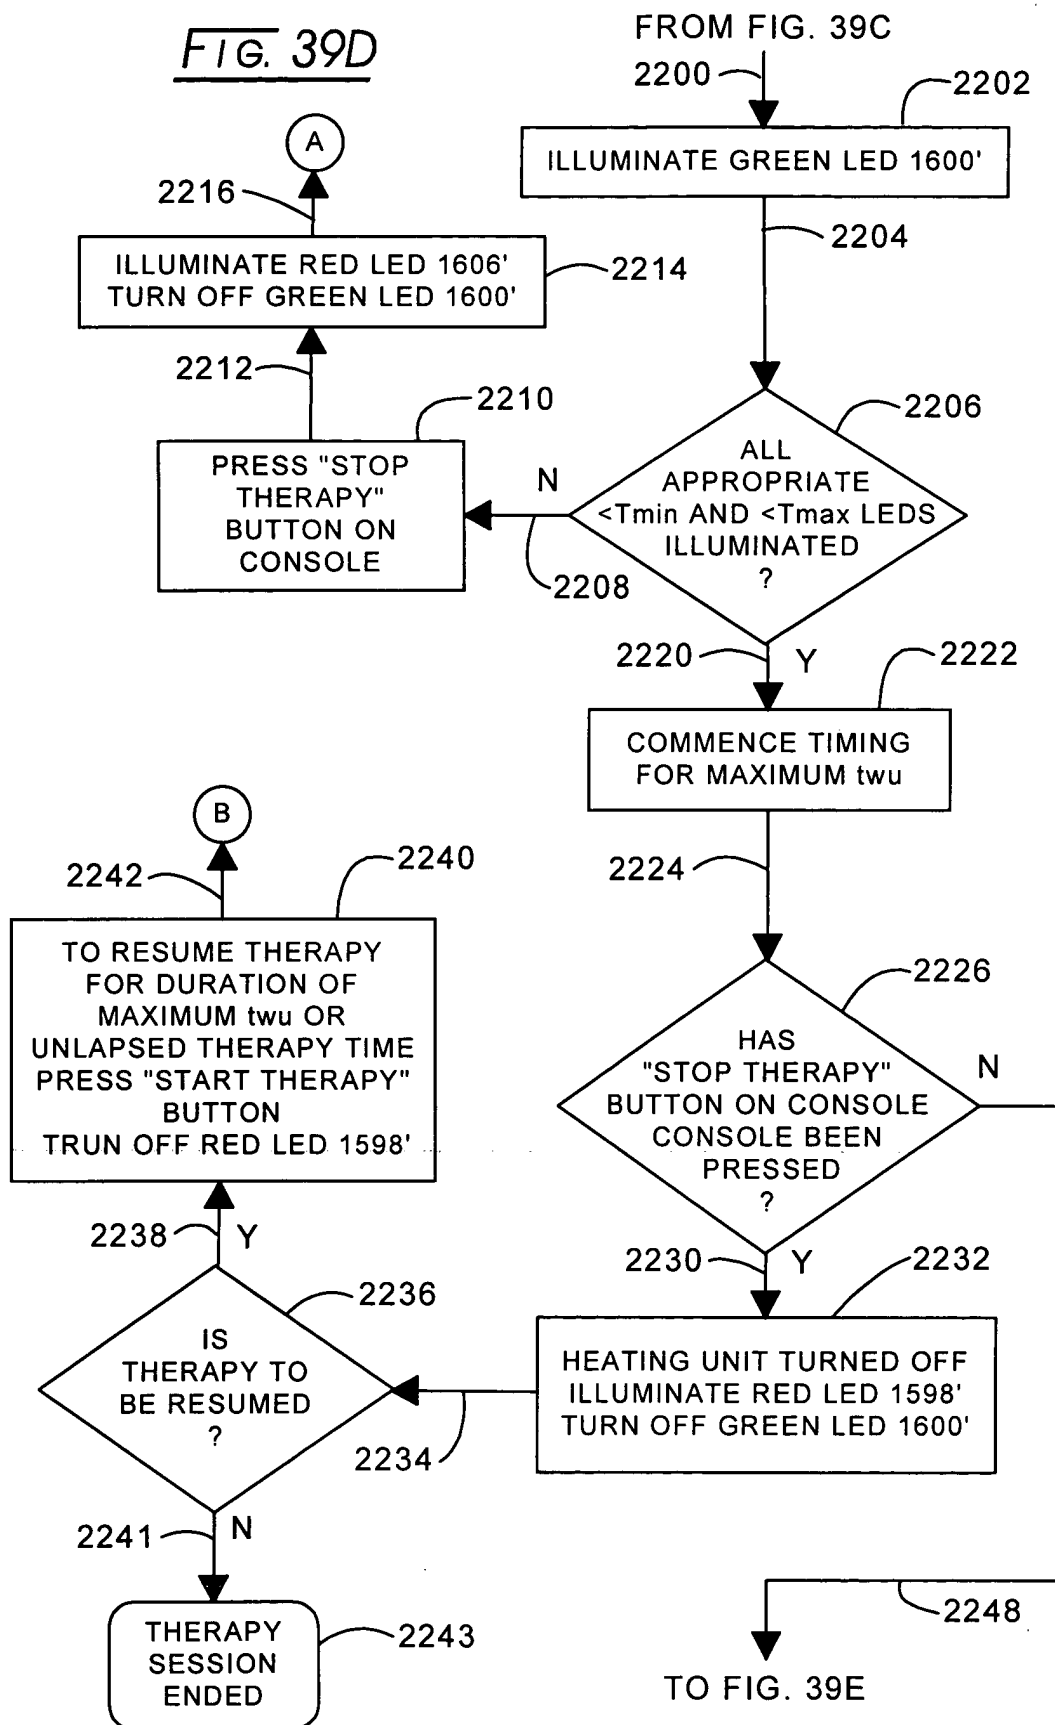 FIG. 39D
FROM FIG. 39C
2200
2202
ILLUMINATE GREEN LED 1600'
2204
A
2216
ILLUMINATE RED LED 1606'
TURN OFF GREEN LED 1600'
2214
2212
2210
PRESS "STOP
THERAPY"
BUTTON ON
CONSOLE
N
2208
2206
ALL
APPROPRIATE
<Tmin AND <Tmax LEDS
ILLUMINATED
?
2220
Y
2222
COMMENCE TIMING
FOR MAXIMUM twu
2224
B
2242
2240
TO RESUME THERAPY
FOR DURATION OF
MAXIMUM twu OR
UNLAPSED THERAPY TIME
PRESS "START THERAPY"
BUTTON
TRUN OFF RED LED 1598'
2226
HAS
"STOP THERAPY"
BUTTON ON CONSOLE
CONSOLE BEEN
PRESSED
?
N
2230
Y
2232
HEATING UNIT TURNED OFF
ILLUMINATE RED LED 1598'
TURN OFF GREEN LED 1600'
2234
2238
Y
2236
IS
THERAPY TO
BE RESUMED
?
2241
N
THERAPY
SESSION
ENDED
2243
2248
TO FIG. 39E